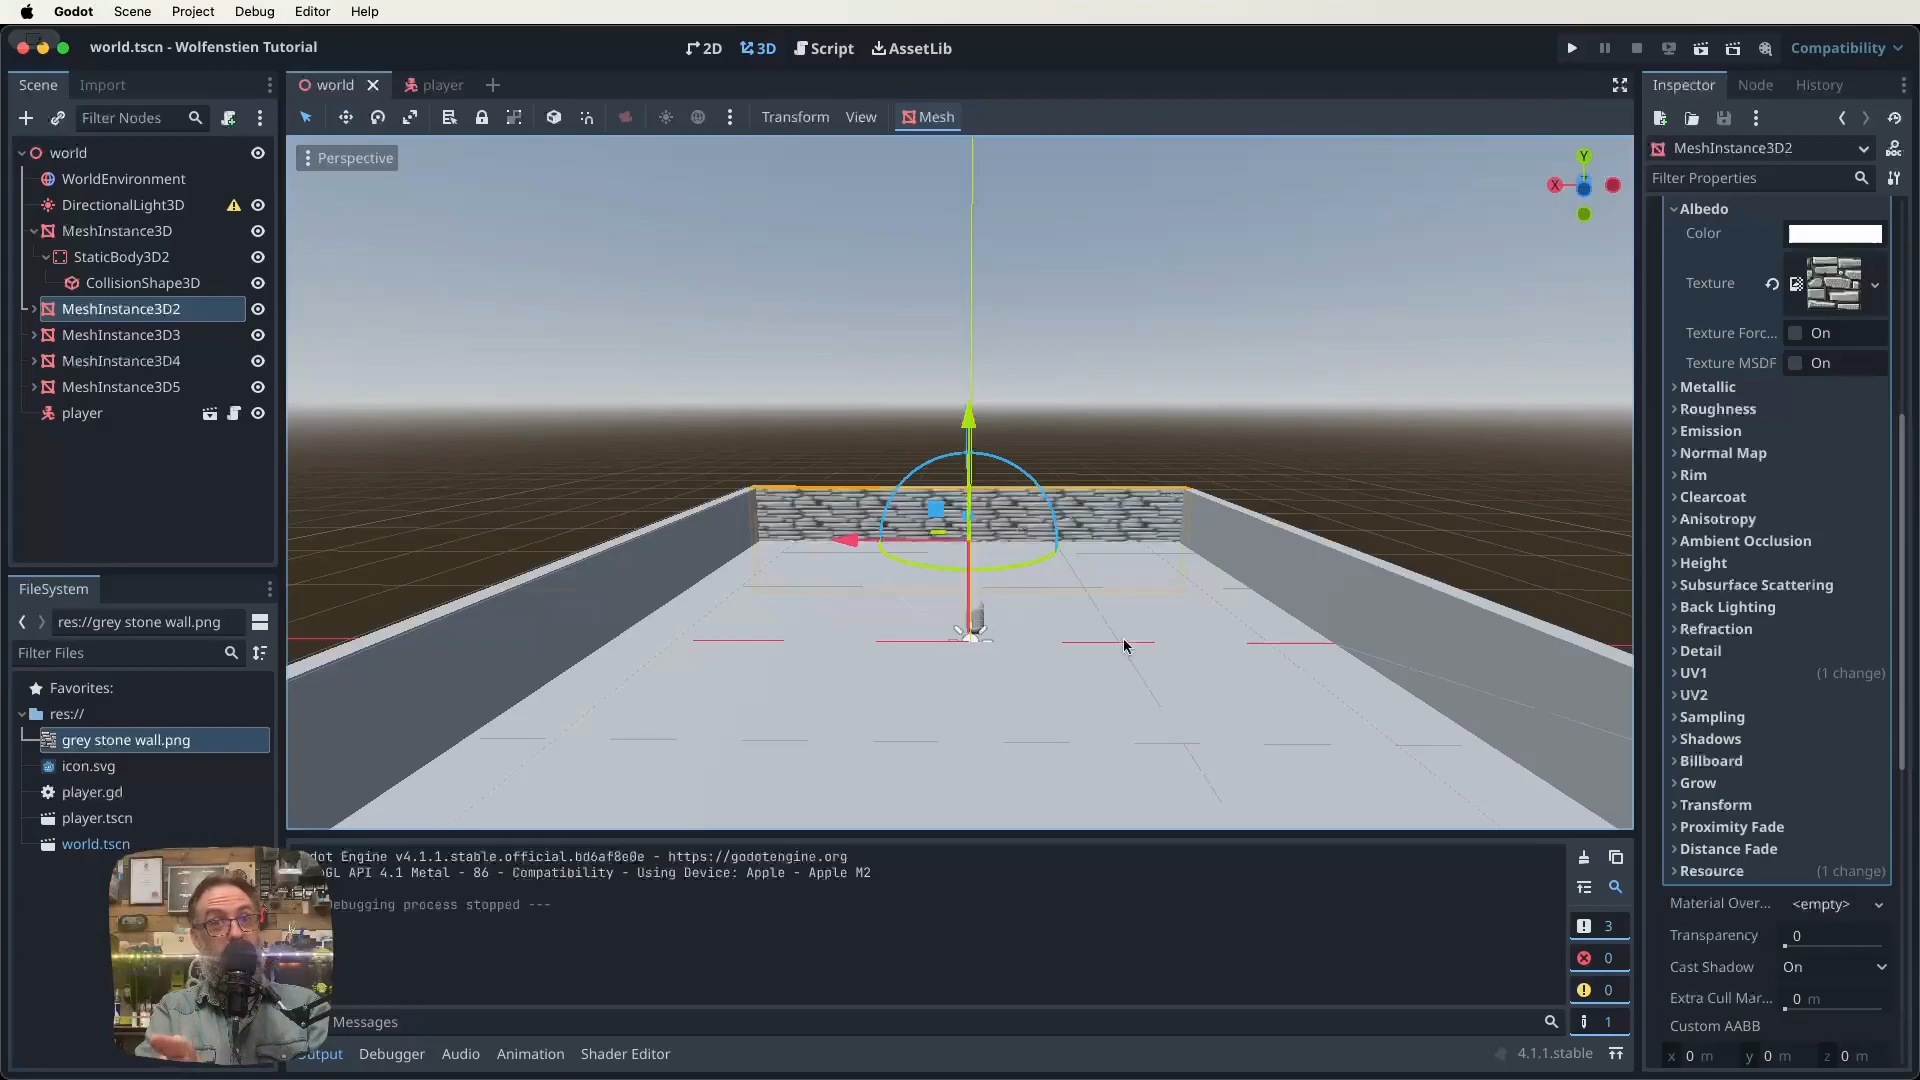 Godot Scene Project Debug Editor Help
world.tscn - Wolfenstien Tutorial
2D 3D Script AssetLib
Compatibility
Scene Import
world player
Inspector Node History
Filter Nodes
Transform View Mesh
MeshInstance3D2
Filter Properties
world
WorldEnvironment
DirectionalLight3D
MeshInstance3D
StaticBody3D2
CollisionShape3D
MeshInstance3D2
MeshInstance3D3
MeshInstance3D4
MeshInstance3D5
player
Perspective
Y
X
Albedo
Color
Texture
Texture Forc... On
Texture MSDF On
Metallic
Roughness
Emission
Normal Map
Rim
Clearcoat
Anisotropy
Ambient Occlusion
Height
Subsurface Scattering
Back Lighting
Refraction
Detail
UV1 (1 change)
UV2
Sampling
Shadows
Billboard
Grow
Transform
Proximity Fade
Distance Fade
Resource (1 change)
Material Over... <empty>
Transparency 0
Cast Shadow On
Extra Cull Mar... 0 m
Custom AABB
x 0 m y 0 m z 0 m
FileSystem
res://grey stone wall.png
Filter Files
Favorites:
res://
grey stone wall.png
icon.svg
player.gd
player.tscn
world.tscn
dot Engine v4.1.1.stable.official.bd6af8e0e - https://godotengine.org
GL API 4.1 Metal - 86 - Compatibility - Using Device: Apple - Apple M2
ebugging process stopped ---
3
0
0
1
Messages
Output Debugger Audio Animation Shader Editor
4.1.1.stable